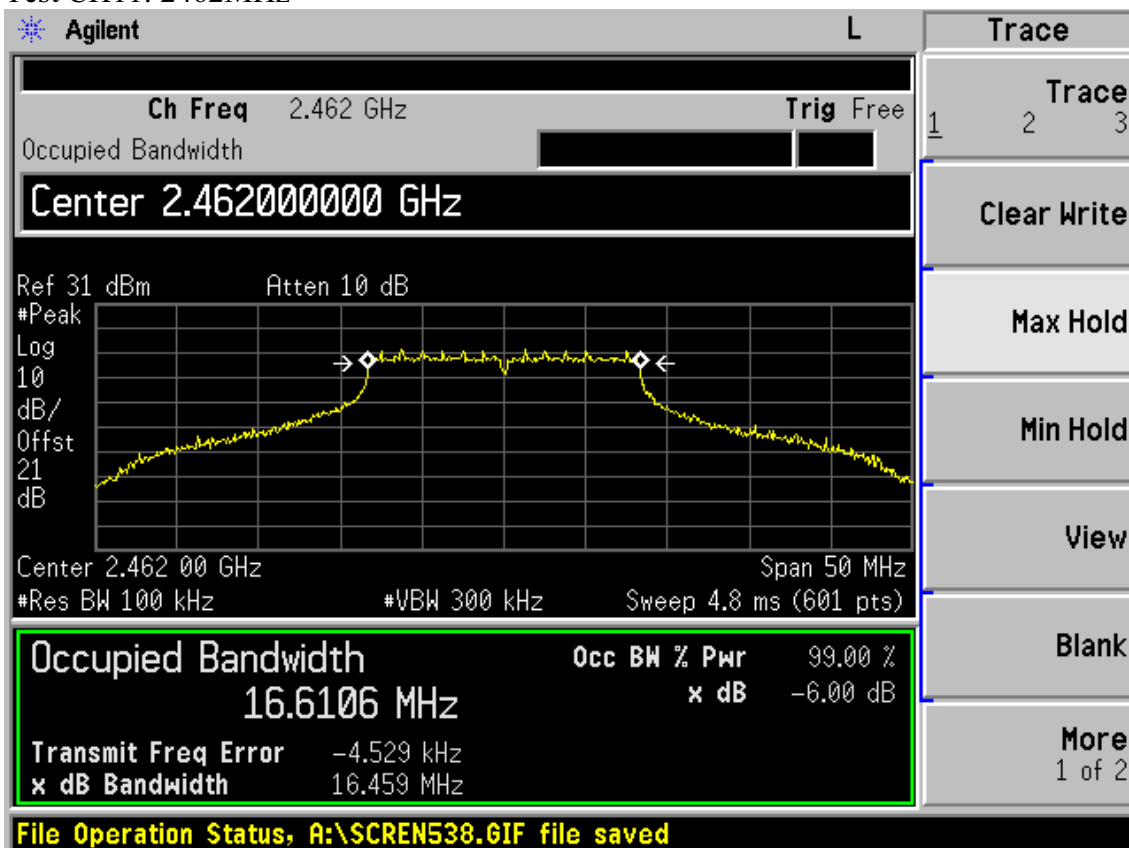 Test CH11: 2462MHz
Agilent L Trace
Ch Freq 2.462 GHz Trig Free
Occupied Bandwidth
Trace
1 2 3
Center 2.462000000 GHz
Clear Write
Ref 31 dBm Atten 10 dB
#Peak
Log
10
dB/
Offst
21
dB
Max Hold
Min Hold
View
Center 2.462 00 GHz Span 50 MHz
#Res BW 100 kHz #VBW 300 kHz Sweep 4.8 ms (601 pts)
Occupied Bandwidth Occ BW % Pwr 99.00 %
16.6106 MHz x dB -6.00 dB
Transmit Freq Error -4.529 kHz
x dB Bandwidth 16.459 MHz
Blank
More
1 of 2
File Operation Status, A:\SCREN538.GIF file saved